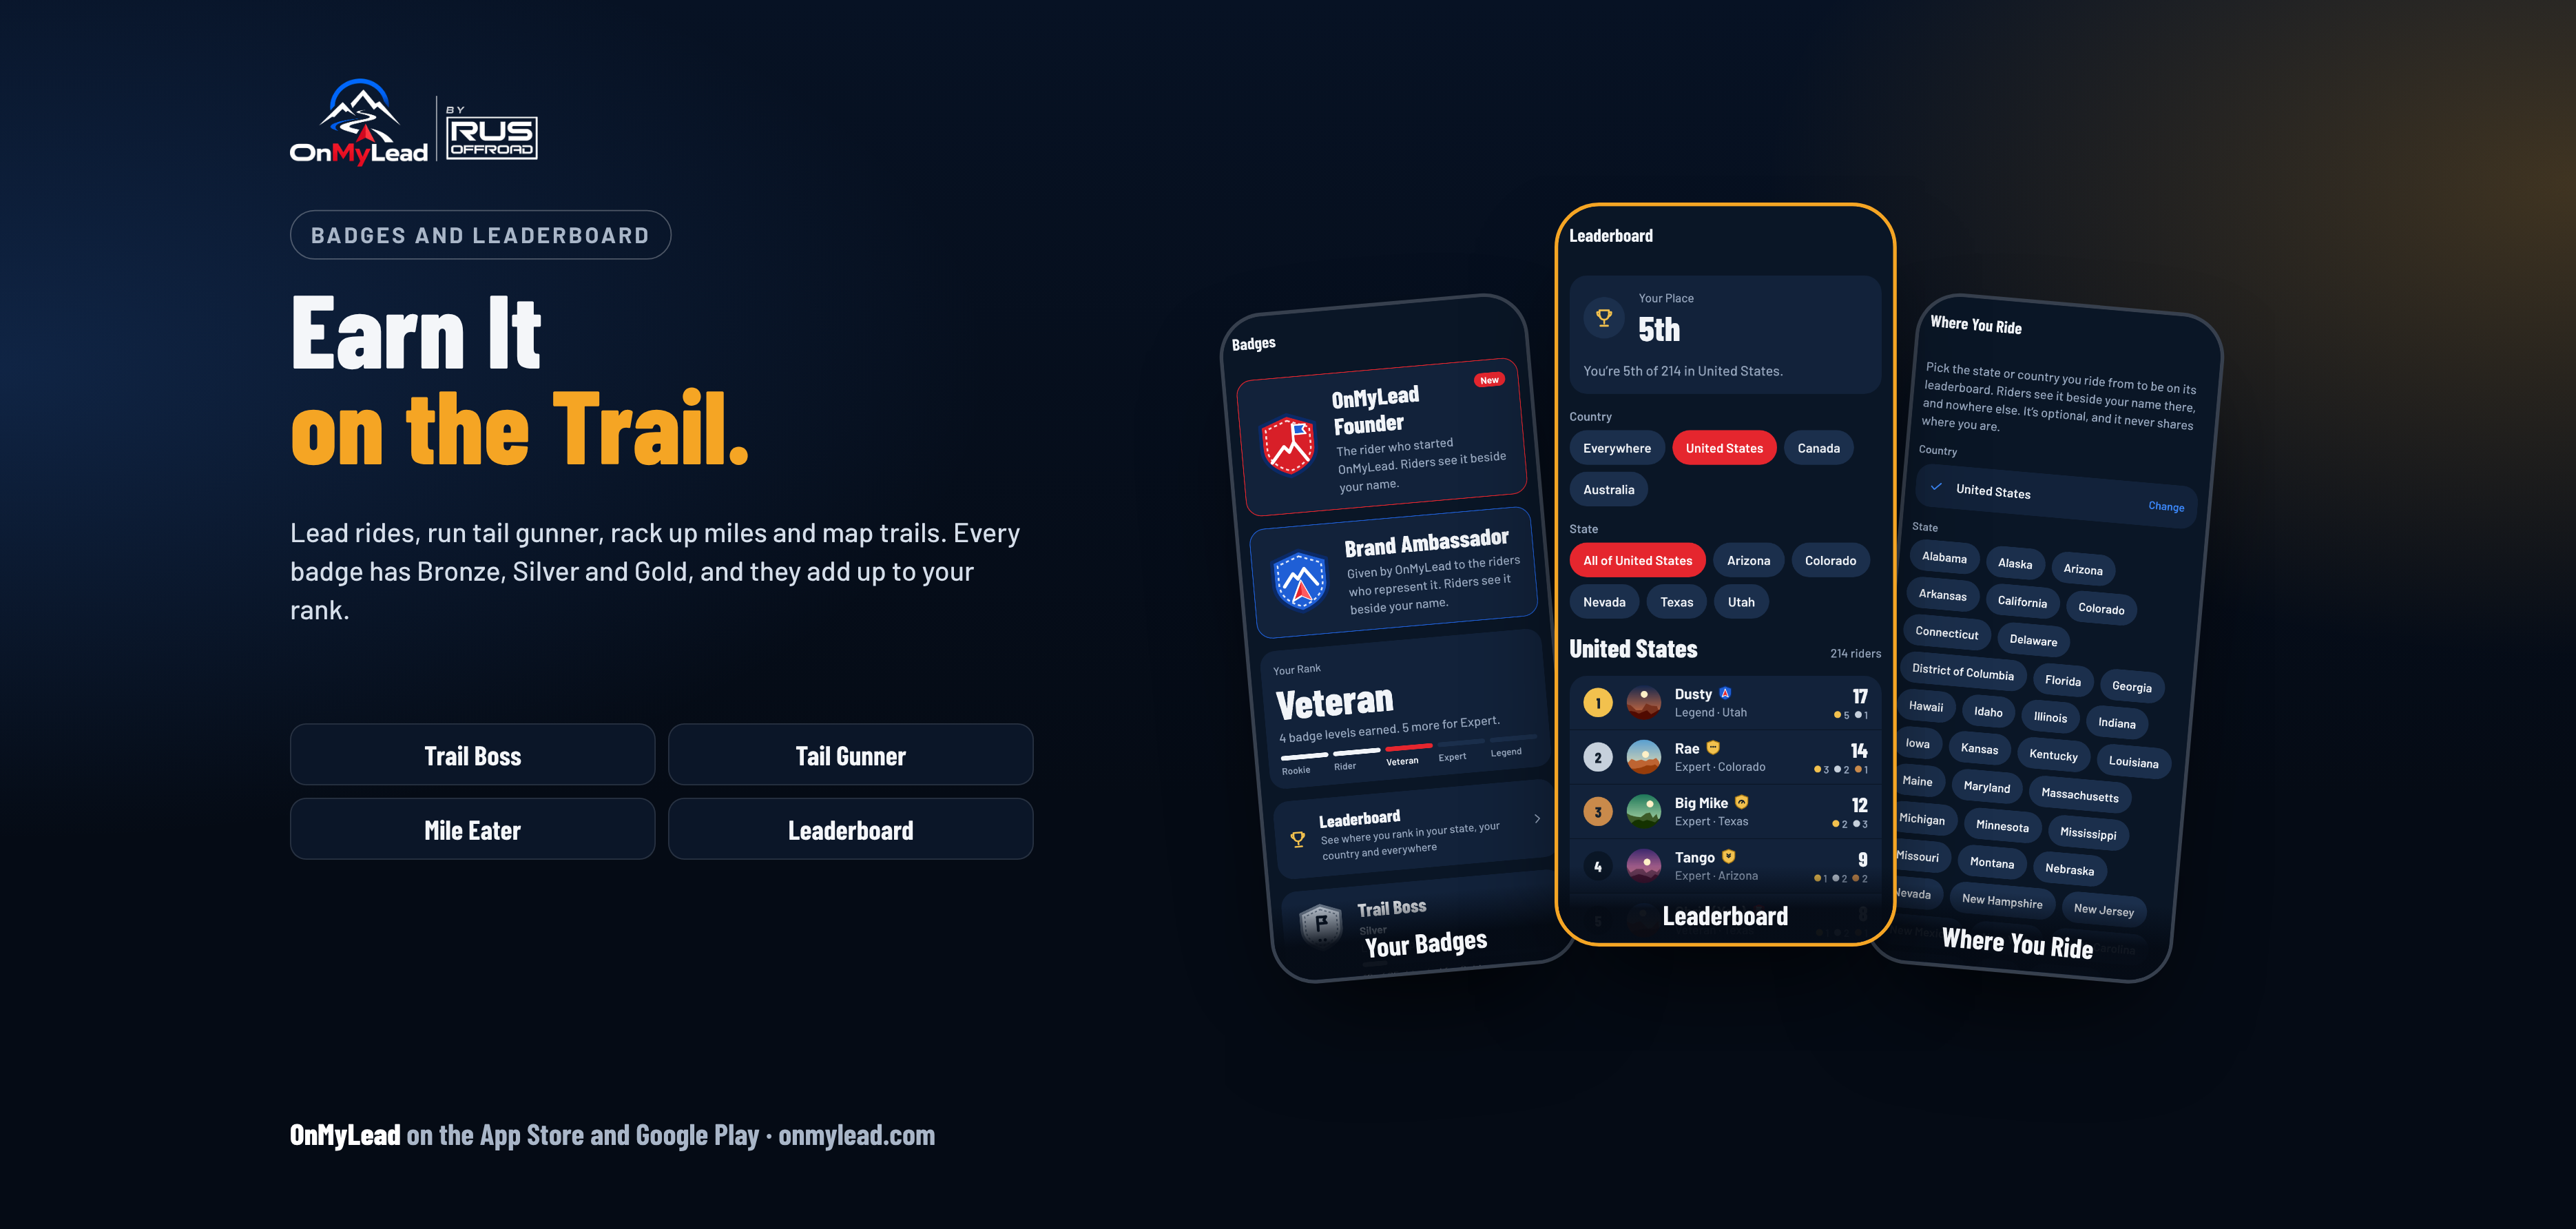 OnMyLead
BY
RUS
OFFROAD
BADGES AND LEADERBOARD
Earn It
on the Trail.
Lead rides, run tail gunner, rack up miles and map trails. Every
badge has Bronze, Silver and Gold, and they add up to your
rank.
Trail Boss
Tail Gunner
Mile Eater
Leaderboard
OnMyLead on the App Store and Google Play · onmylead.com
Badges
New
OnMyLead
Founder
The rider who started
OnMyLead. Riders see it beside
your name.
Brand Ambassador
Given by OnMyLead to the riders
who represent it. Riders see it
beside your name.
Your Rank
Veteran
4 badge levels earned. 5 more for Expert.
Rookie Rider Veteran Expert Legend
Leaderboard
See where you rank in your state, your
country and everywhere
Trail Boss
Silver
Your Badges
Leaderboard
Your Place
5th
You're 5th of 214 in United States.
Country
Everywhere United States Canada
Australia
State
All of United States Arizona Colorado
Nevada Texas Utah
United States 214 riders
1 Dusty 17
Legend · Utah 5 1
2 Rae 14
Expert · Colorado 3 2 1
3 Big Mike 12
Expert · Texas 2 3
4 Tango 9
Expert · Arizona 1 2 2
5 8
Leaderboard
Where You Ride
Pick the state or country you ride from to be on its
leaderboard. Riders see it beside your name there,
and nowhere else. It's optional, and it never shares
where you are.
Country
United States Change
State
Alabama Alaska Arizona
Arkansas California Colorado
Connecticut Delaware
District of Columbia Florida Georgia
Hawaii Idaho Illinois Indiana
Iowa Kansas Kentucky Louisiana
Maine Maryland Massachusetts
Michigan Minnesota Mississippi
Missouri Montana Nebraska
Nevada New Hampshire New Jersey
Where You Ride